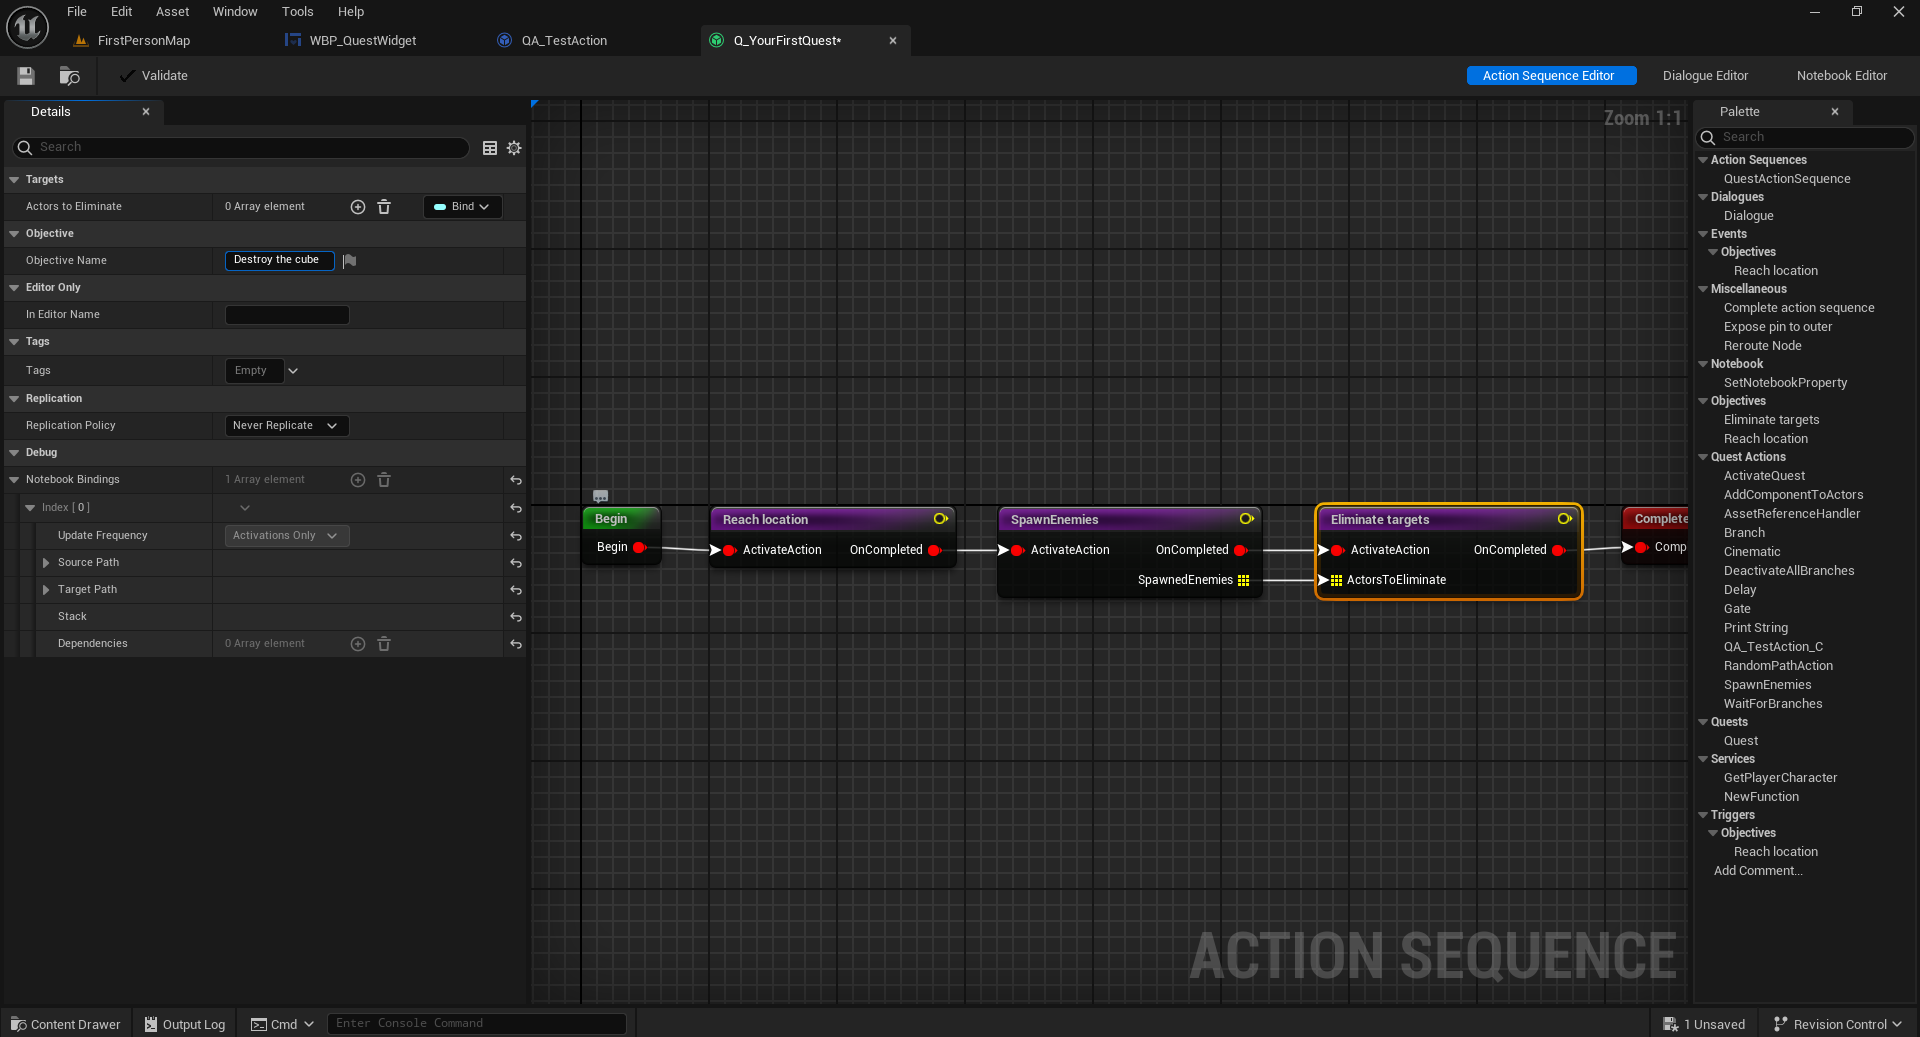 File Edit Asset Window Tools Help
FirstPersonMap WBP_QuestWidget QA_TestAction Q_YourFirstQuest*
Validate Action Sequence Editor Dialogue Editor Notebook Editor
Details
Search
Targets
Actors to Eliminate 0 Array element Bind
Objective
Objective Name Destroy the cube
Editor Only
In Editor Name
Tags
Tags Empty
Replication
Replication Policy Never Replicate
Debug
Notebook Bindings 1 Array element
Index [ 0 ]
Update Frequency Activations Only
Source Path
Target Path
Stack
Dependencies 0 Array element
Zoom 1:1
Begin
Begin
Reach location
ActivateAction OnCompleted
SpawnEnemies
ActivateAction OnCompleted
SpawnedEnemies
Eliminate targets
ActivateAction OnCompleted
ActorsToEliminate
Complete
Comp
ACTION SEQUENCE
Palette
Search
Action Sequences
QuestActionSequence
Dialogues
Dialogue
Events
Objectives
Reach location
Miscellaneous
Complete action sequence
Expose pin to outer
Reroute Node
Notebook
SetNotebookProperty
Objectives
Eliminate targets
Reach location
Quest Actions
ActivateQuest
AddComponentToActors
AssetReferenceHandler
Branch
Cinematic
DeactivateAllBranches
Delay
Gate
Print String
QA_TestAction_C
RandomPathAction
SpawnEnemies
WaitForBranches
Quests
Quest
Services
GetPlayerCharacter
NewFunction
Triggers
Objectives
Reach location
Add Comment...
Content Drawer Output Log Cmd Enter Console Command 1 Unsaved Revision Control